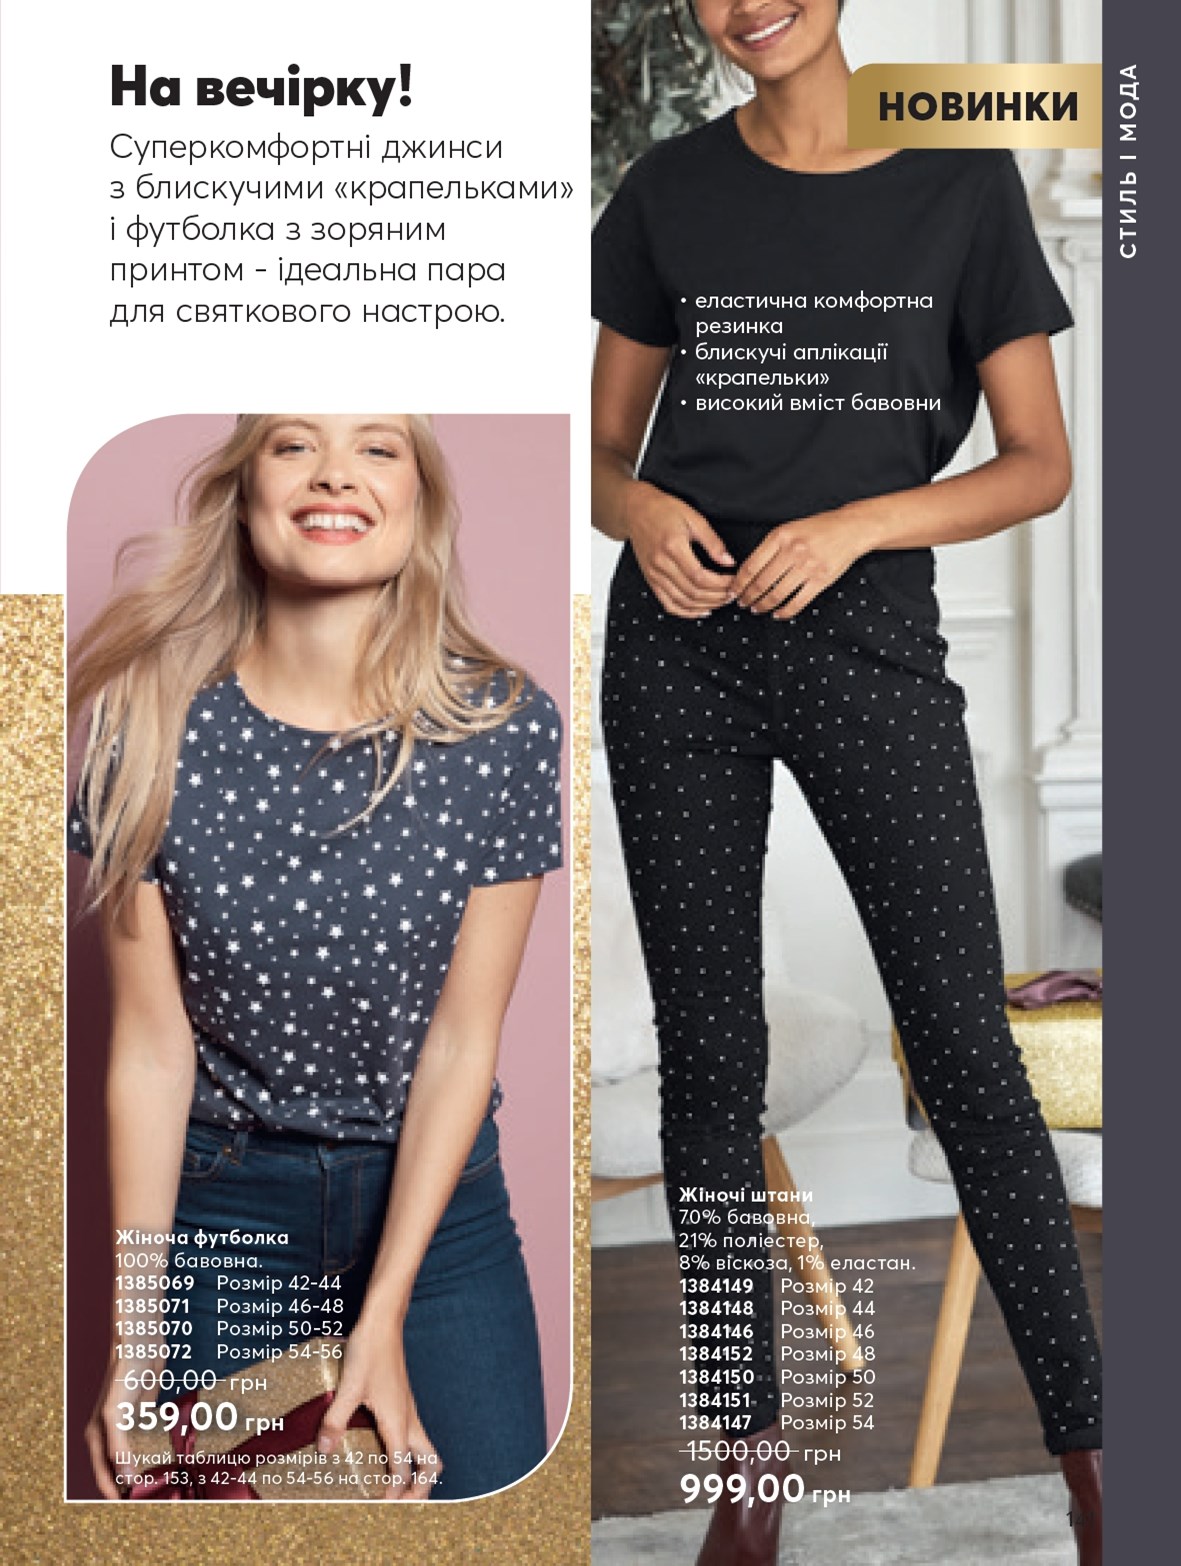 На вечірку!
Суперкомфортні джинси
з блискучими «крапельками»
і футболка з зоряним
принтом - ідеальна пара
для святкового настрою.
НОВИНКИ
СТИЛЬ І МОДА
• еластична комфортна
резинка
• блискучі аплікації
«крапельки»
• високий вміст бавовни
Жіноча футболка
100% бавовна.
1385069 Розмір 42-44
1385071 Розмір 46-48
1385070 Розмір 50-52
1385072 Розмір 54-56
600,00 грн
359,00 грн
Шукай таблицю розмірів з 42 по 54 на
стор. 153, з 42-44 по 54-56 на стор. 164.
Жіночі штани
70% бавовна,
21% поліестер,
8% віскоза, 1% еластан.
1384149 Розмір 42
1384148 Розмір 44
1384146 Розмір 46
1384152 Розмір 48
1384150 Розмір 50
1384151 Розмір 52
1384147 Розмір 54
1500,00 грн
999,00 грн